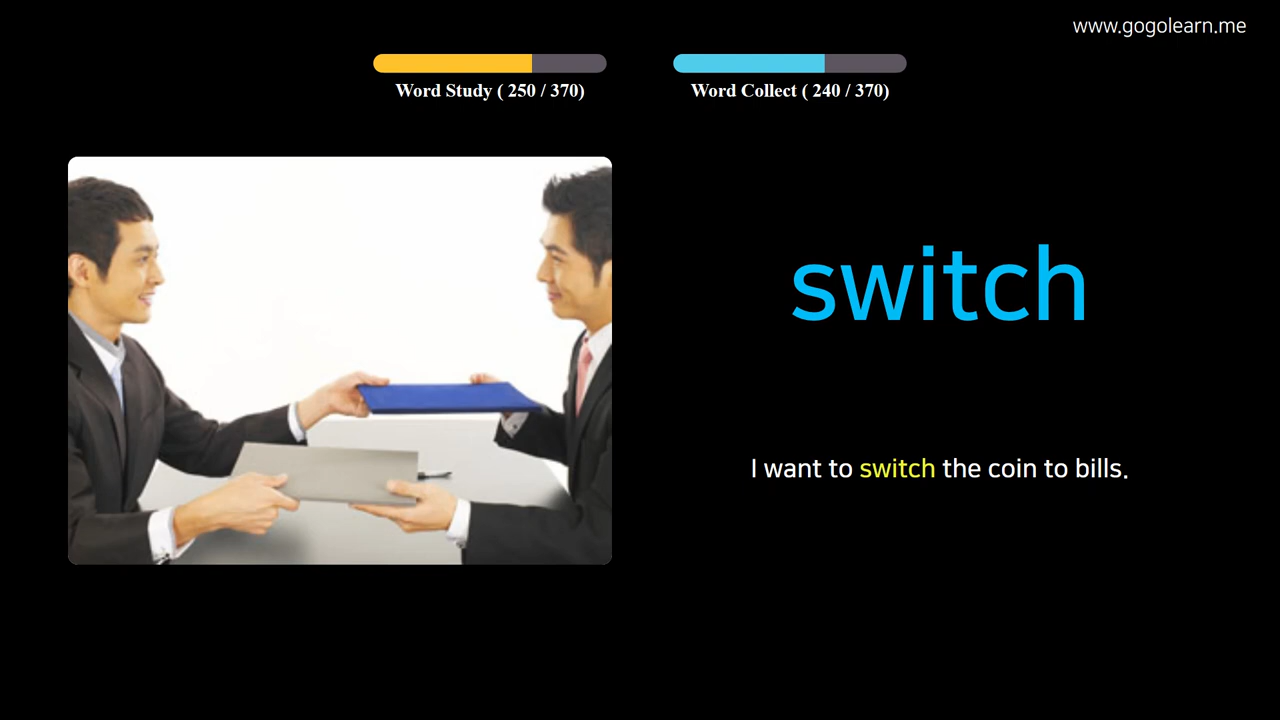 www.gogolearn.me
Word Study ( 250 / 370)
Word Collect ( 240 / 370)
switch
I want to switch the coin to bills.